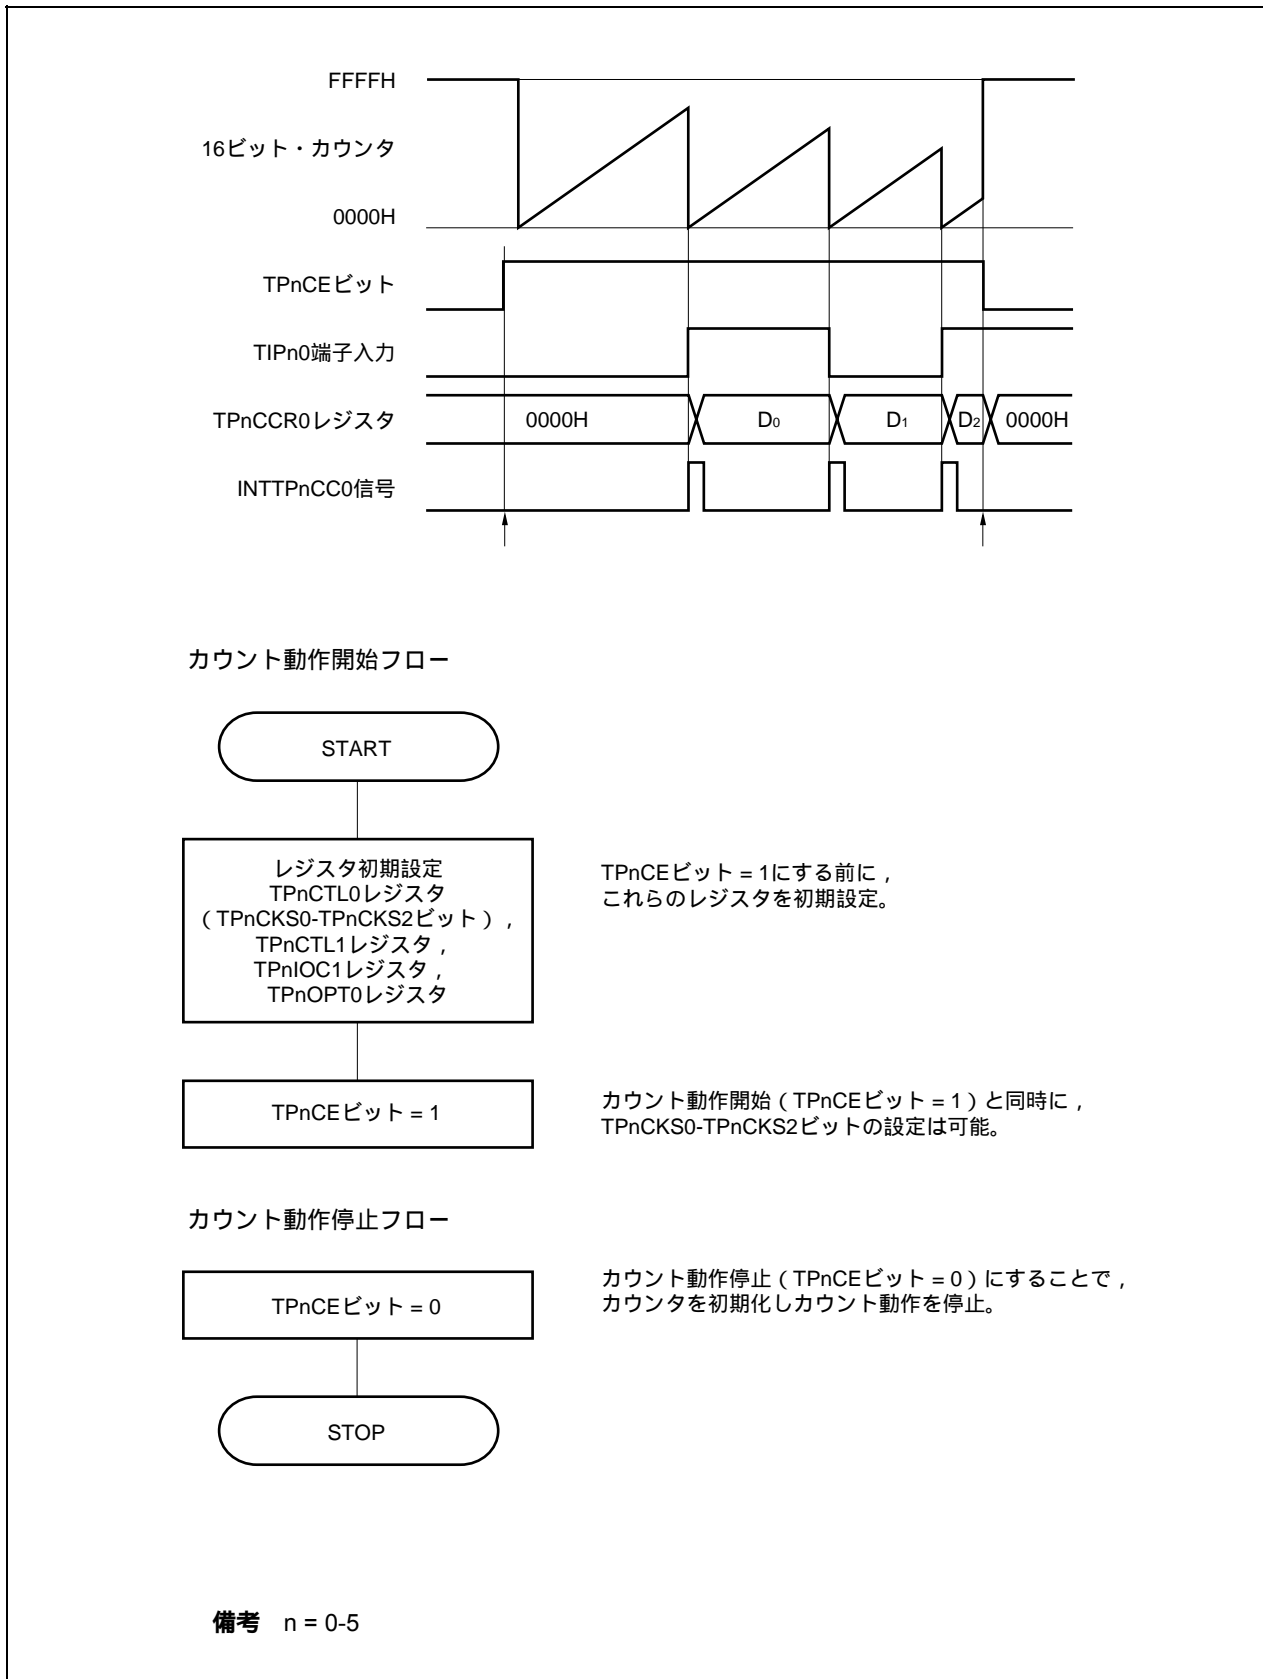 FFFFH
16ビット・カウンタ
0000H
TPnCEビット
TIPn0端子入力
TPnCCR0レジスタ
0000H
D0
D1
D2
0000H
INTTPnCC0信号
カウント動作開始フロー
START
レジスタ初期設定
TPnCTL0レジスタ
（TPnCKS0-TPnCKS2ビット），
TPnCTL1レジスタ，
TPnIOC1レジスタ，
TPnOPT0レジスタ
TPnCEビット = 1にする前に，
これらのレジスタを初期設定。
TPnCEビット = 1
カウント動作開始（TPnCEビット = 1）と同時に，
TPnCKS0-TPnCKS2ビットの設定は可能。
カウント動作停止フロー
TPnCEビット = 0
カウント動作停止（TPnCEビット = 0）にすることで，
カウンタを初期化しカウント動作を停止。
STOP
備考 n = 0-5